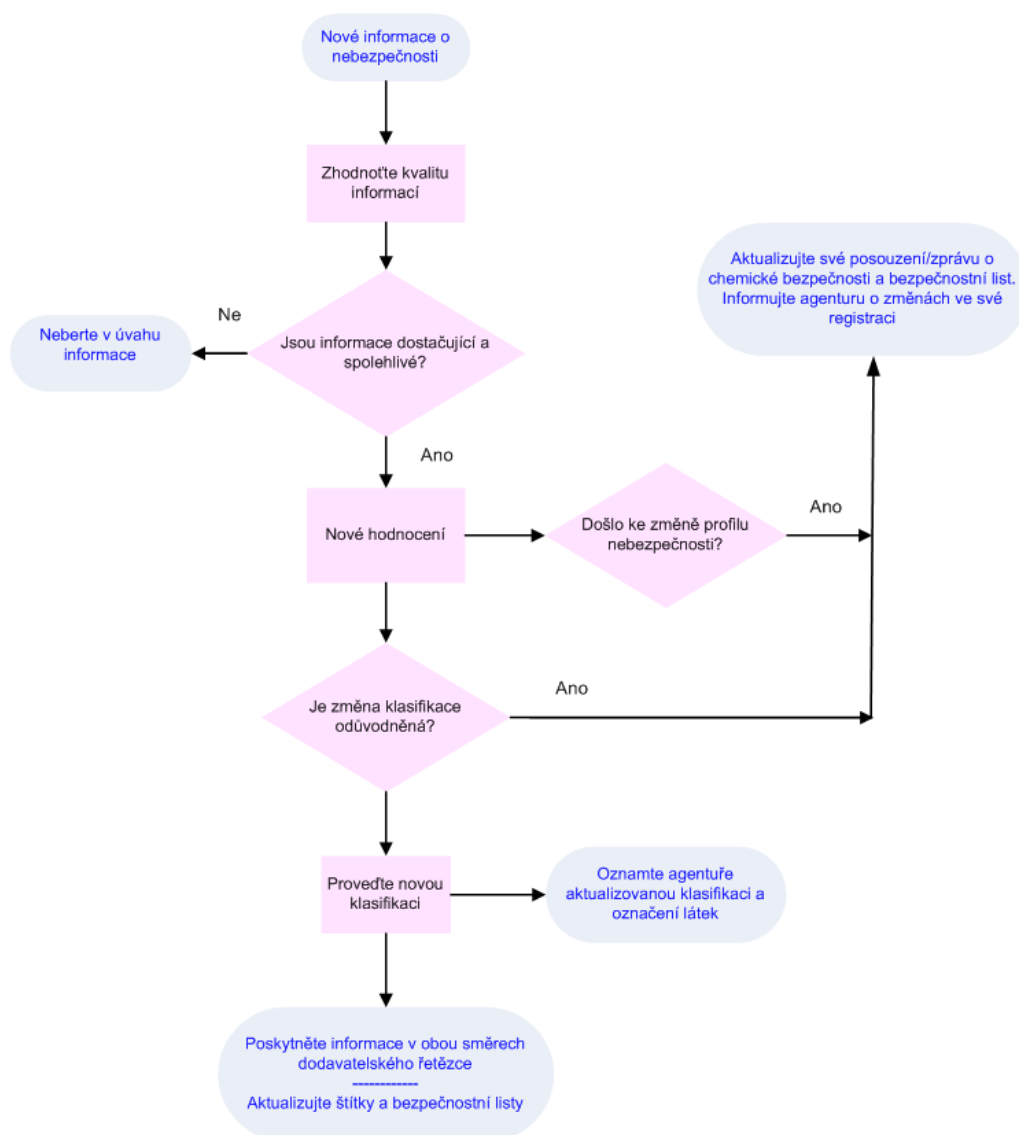 Nové informace o
nebezpečnosti
Zhodnoťte kvalitu
informací
Aktualizujte své posouzení/zprávu o
chemické bezpečnosti a bezpečnostní list.
Informujte agenturu o změnách ve své
registraci
Ne
Neberte v úvahu
informace
Jsou informace dostačující a
spolehlivé?
Ano
Nové hodnocení
Došlo ke změně profilu
nebezpečnosti?
Ano
Je změna klasifikace
odůvodněná?
Ano
Proveďte novou
klasifikaci
Oznamte agentuře
aktualizovanou klasifikaci a
označení látek
Poskytněte informace v obou směrech
dodavatelského řetězce
------------
Aktualizujte štítky a bezpečnostní listy